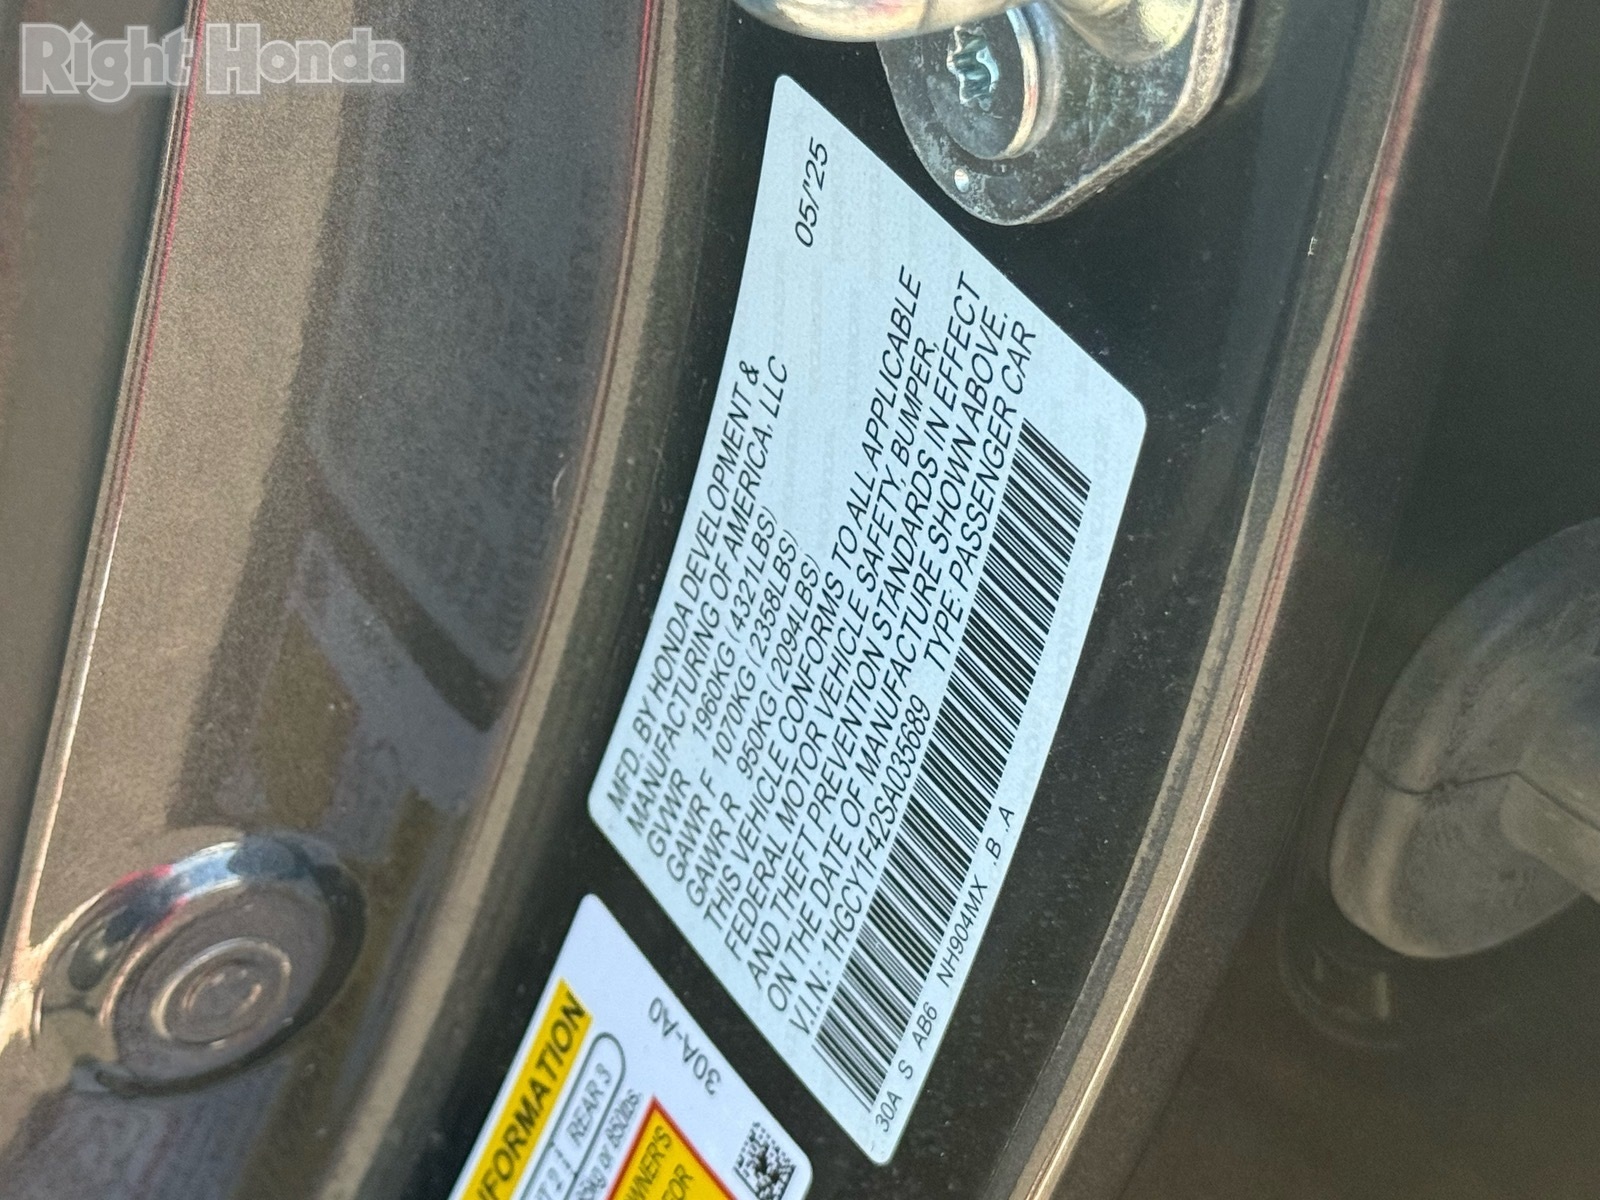 Right Honda
MFD. BY HONDA DEVELOPMENT &
MANUFACTURING OF AMERICA, LLC
05/'25
GVWR 1960KG (4321LBS)
GAWR F 1070KG (2358LBS)
GAWR R 950KG (2094LBS)
THIS VEHICLE CONFORMS TO ALL APPLICABLE
FEDERAL MOTOR VEHICLE SAFETY, BUMPER,
AND THEFT PREVENTION STANDARDS IN EFFECT
ON THE DATE OF MANUFACTURE SHOWN ABOVE.
V.I.N.: 1HGCY1F42SA035689 TYPE: PASSENGER CAR
30A S AB6 NH904MX .B .A
REAR 3
30A-A0